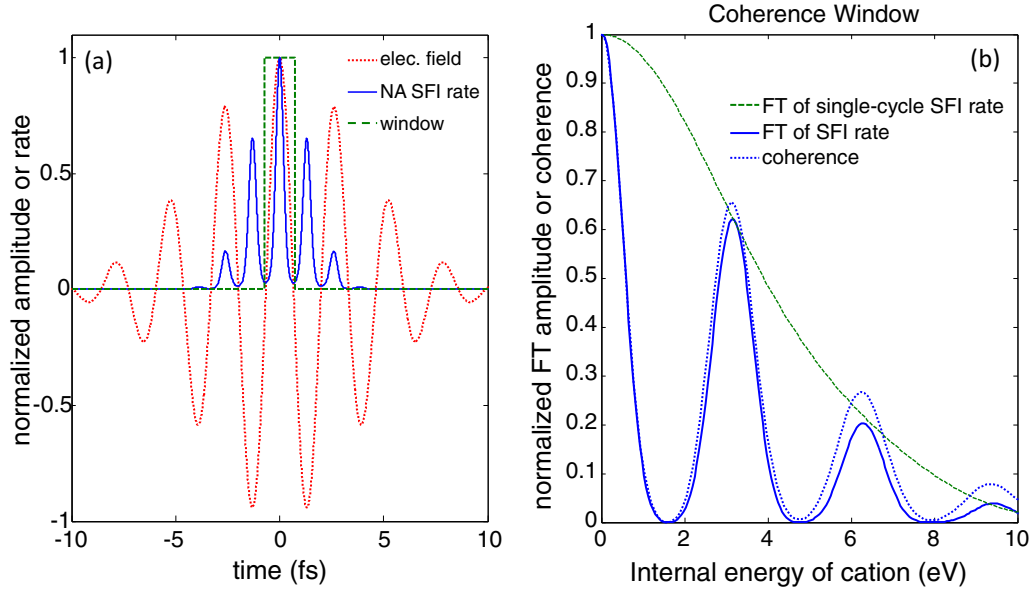 (a)
elec. field
NA SFI rate
window
normalized amplitude or rate
1
0.5
0
-0.5
-1
-10
-5
0
5
10
time (fs)
Coherence Window
(b)
FT of single-cycle SFI rate
FT of SFI rate
coherence
normalized FT amplitude or coherence
1
0.9
0.8
0.7
0.6
0.5
0.4
0.3
0.2
0.1
0
0
2
4
6
8
10
Internal energy of cation (eV)